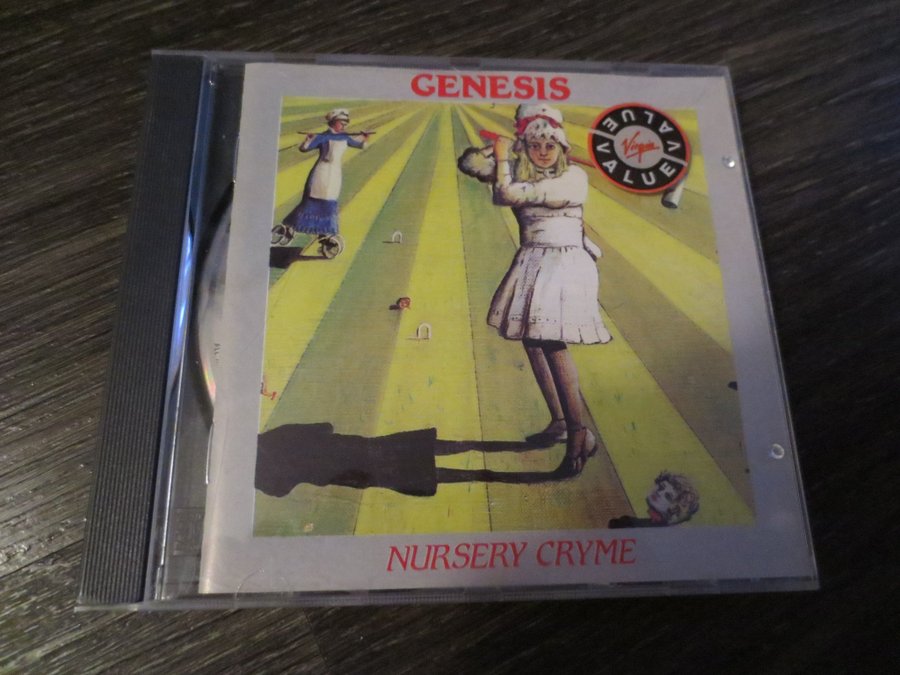 GENESIS
VALUE
Virgin
VALUE
NURSERY CRYME